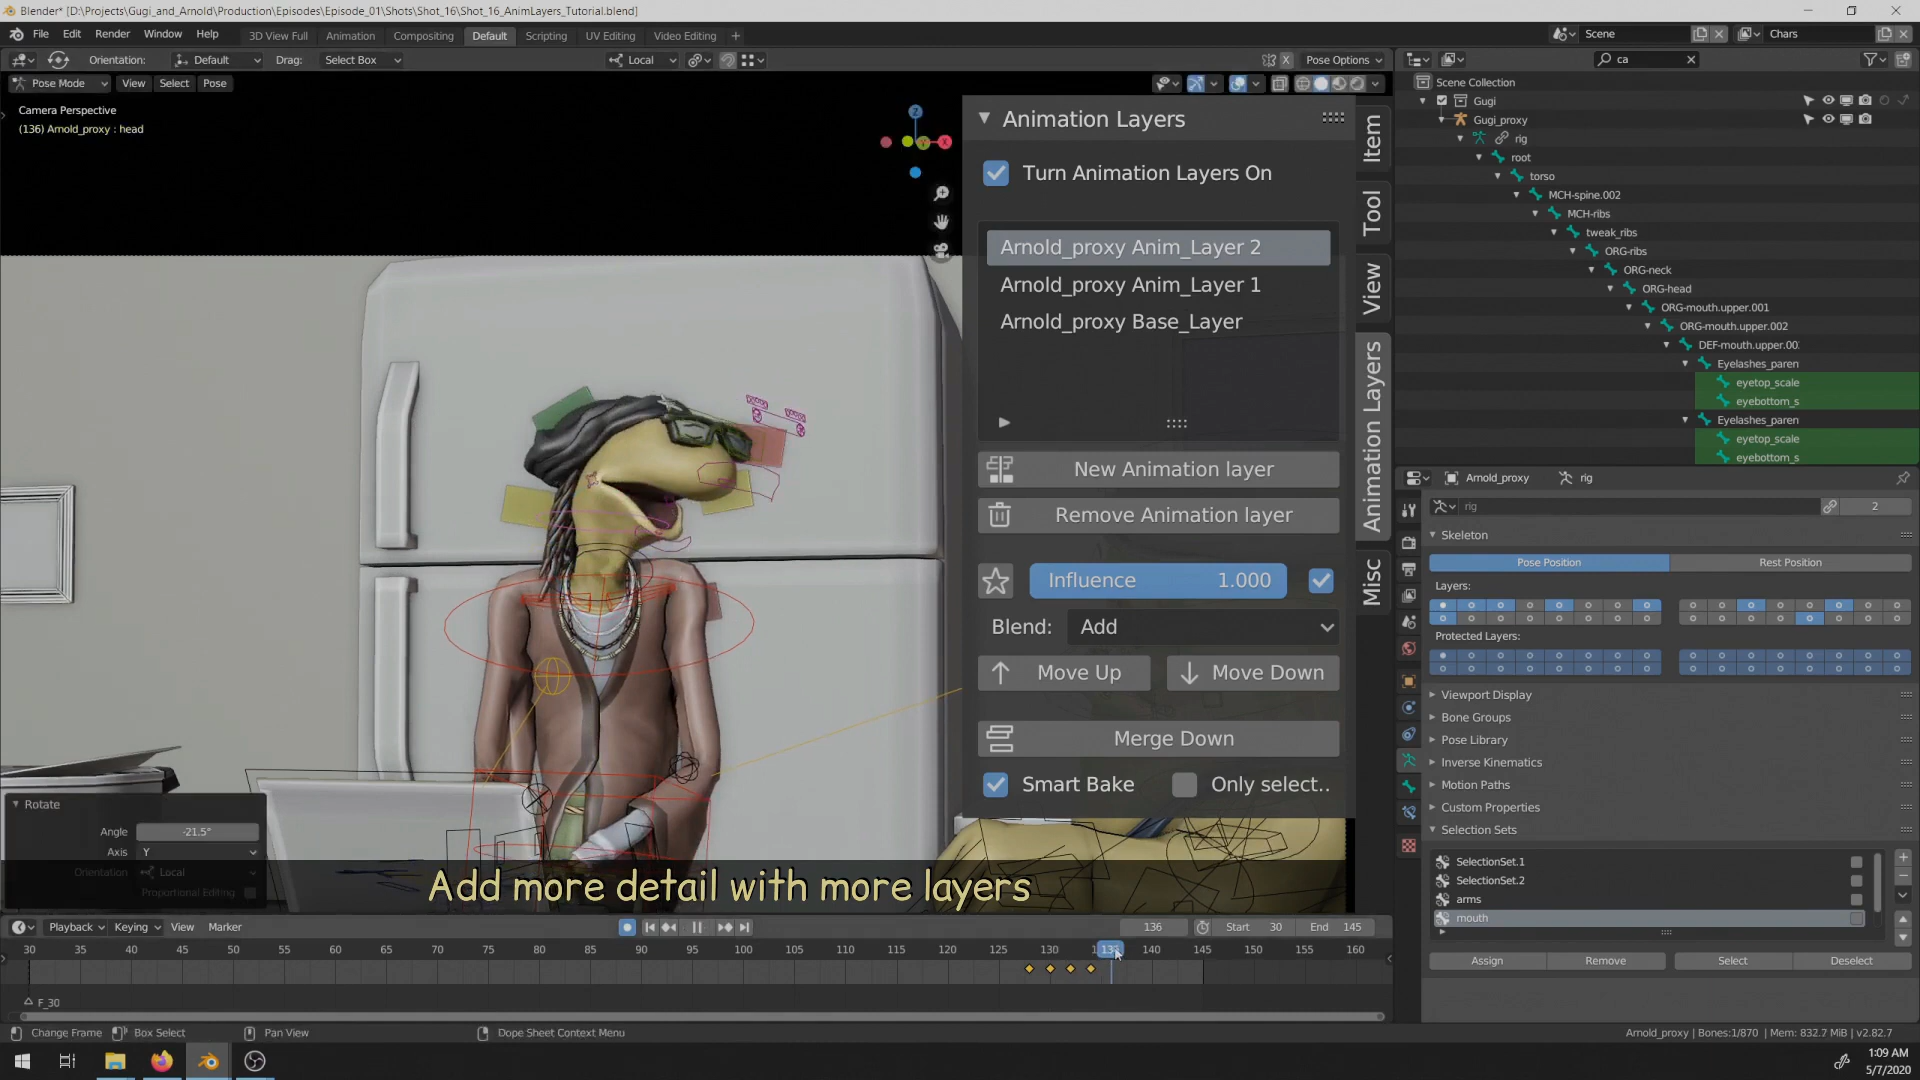 Blender* [D:\Projects\Gugi_and_Arnold\Production\Episodes\Episode_01\Shots\Shot_16\Shot_16_AnimLayers_Tutorial.blend]
File Edit Render Window Help 3D View Full Animation Compositing Default Scripting UV Editing Video Editing + Scene Chars
Orientation: Default Drag: Select Box Local Pose Options ca
Pose Mode View Select Pose
Camera Perspective
(136) Arnold_proxy : head
Z
X
Animation Layers
Turn Animation Layers On
Arnold_proxy Anim_Layer 2
Arnold_proxy Anim_Layer 1
Arnold_proxy Base_Layer
New Animation layer
Remove Animation layer
Influence 1.000
Blend: Add
Move Up Move Down
Merge Down
Smart Bake Only select..
Item
Tool
View
Animation Layers
Misc
Scene Collection
Gugi
Gugi_proxy
rig
root
torso
MCH-spine.002
MCH-ribs
tweak_ribs
ORG-ribs
ORG-neck
ORG-head
ORG-mouth.upper.001
ORG-mouth.upper.002
DEF-mouth.upper.00
Eyelashes_paren
eyetop_scale
eyebottom_s
Eyelashes_paren
eyetop_scale
eyebottom_s
Arnold_proxy rig
rig 2
Skeleton
Pose Position Rest Position
Layers:
Protected Layers:
Viewport Display
Bone Groups
Pose Library
Inverse Kinematics
Motion Paths
Custom Properties
Selection Sets
SelectionSet.1
SelectionSet.2
arms
mouth
Assign Remove Select Deselect
Rotate
Angle -21.5°
Axis Y
Orientation Local
Proportional Editing
Add more detail with more layers
Playback Keying View Marker 136 Start 30 End 145
30 35 40 45 50 55 60 65 70 75 80 85 90 95 100 105 110 115 120 125 130 140 145 150 155 160
F_30
Change Frame Box Select Pan View Dope Sheet Context Menu Arnold_proxy | Bones:1/870 | Mem: 832.7 MiB | v2.82.7
1:09 AM
5/7/2020